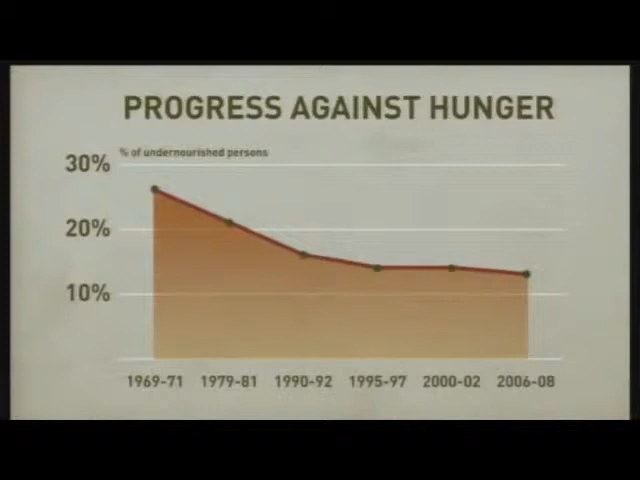 PROGRESS AGAINST HUNGER
% of undernourished persons
30%
20%
10%
1969-71 1979-81 1990-92 1995-97 2000-02 2006-08